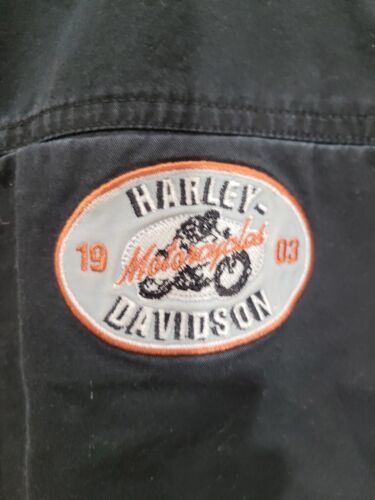 HARLEY-
19 Motorcycles 03
DAVIDSON